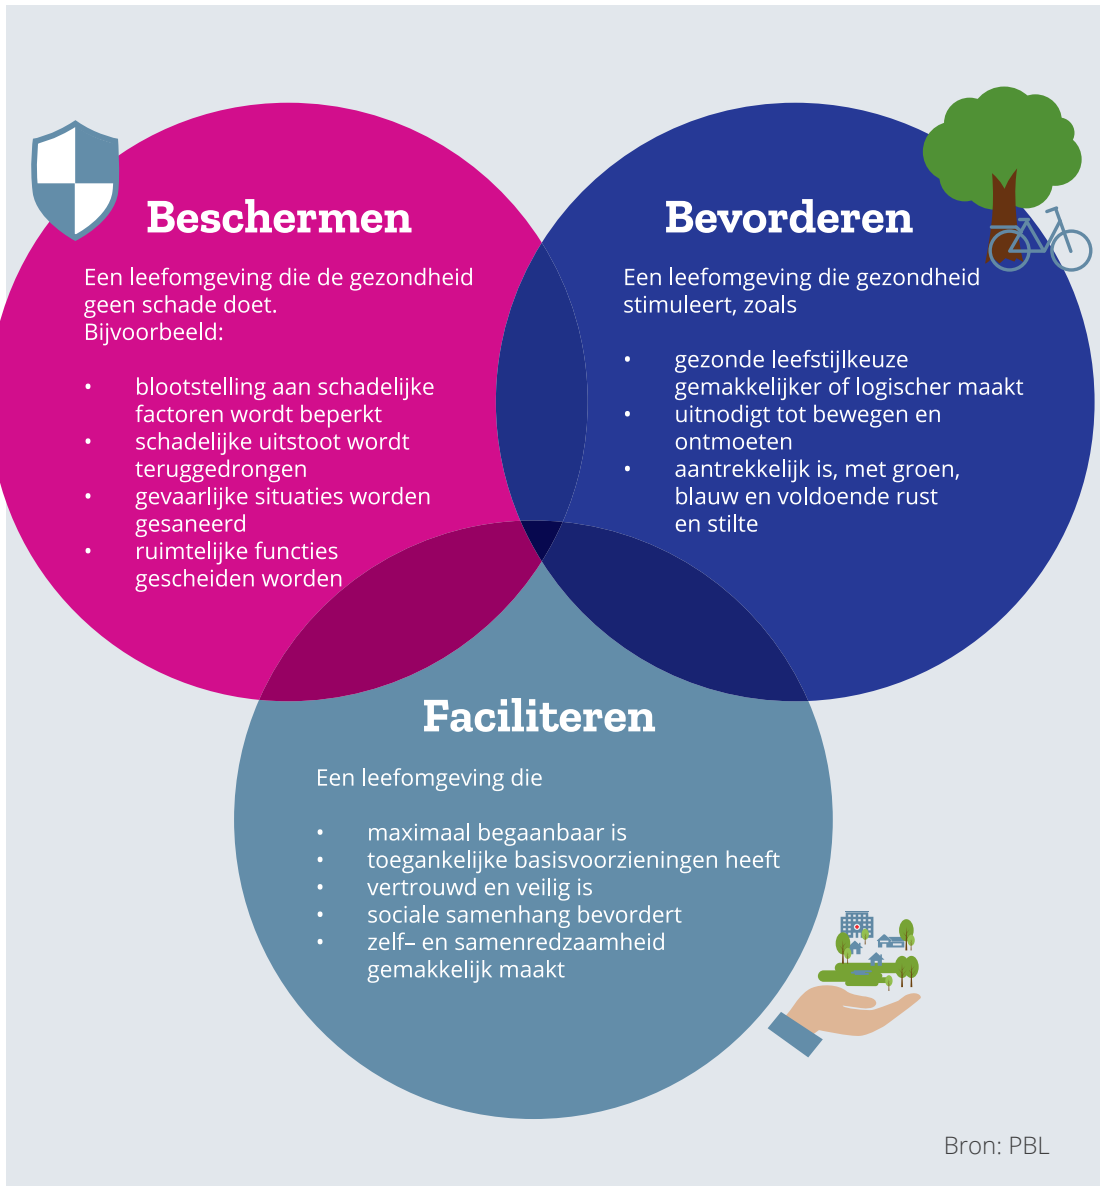 Beschermen
Een leefomgeving die de gezondheid
geen schade doet.
Bijvoorbeeld:
• blootstelling aan schadelijke
factoren wordt beperkt
• schadelijke uitstoot wordt
teruggedrongen
• gevaarlijke situaties worden
gesaneerd
• ruimtelijke functies
gescheiden worden
Bevorderen
Een leefomgeving die gezondheid
stimuleert, zoals
• gezonde leefstijlkeuze
gemakkelijker of logischer maakt
• uitnodigt tot bewegen en
ontmoeten
• aantrekkelijk is, met groen,
blauw en voldoende rust
en stilte
Faciliteren
Een leefomgeving die
• maximaal begaanbaar is
• toegankelijke basisvoorzieningen heeft
• vertrouwd en veilig is
• sociale samenhang bevordert
• zelf– en samenredzaamheid
gemakkelijk maakt
Bron: PBL